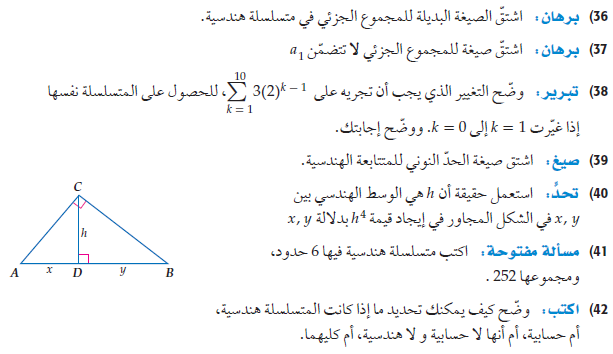 36) برهان: اشتقّ الصيغة البديلة للمجموع الجزئي في متسلسلة هندسية.
37) برهان: اشتقّ صيغة للمجموع الجزئي لا تتضمّن a₁
38) تبرير: وضّح التغيير الذي يجب أن تجريه على ∑_{k = 1}^{10} 3(2)^{k − 1}، للحصول على المتسلسلة نفسها
إذا غيّرت k = 1 إلى k = 0. ووضّح إجابتك.
39) صيغ: اشتق صيغة الحدّ النوني للمتتابعة الهندسية.
40) تحدٍّ: استعمل حقيقة أن h هي الوسط الهندسي بين
x, y في الشكل المجاور في إيجاد قيمة h⁴ بدلالة x, y
41) مسألة مفتوحة: اكتب متسلسلة هندسية فيها 6 حدود،
ومجموعها 252 .
42) اكتب: وضّح كيف يمكنك تحديد ما إذا كانت المتسلسلة هندسية،
أم حسابية، أم أنها لا حسابية و لا هندسية، أم كليهما.
C
h
A x D y B